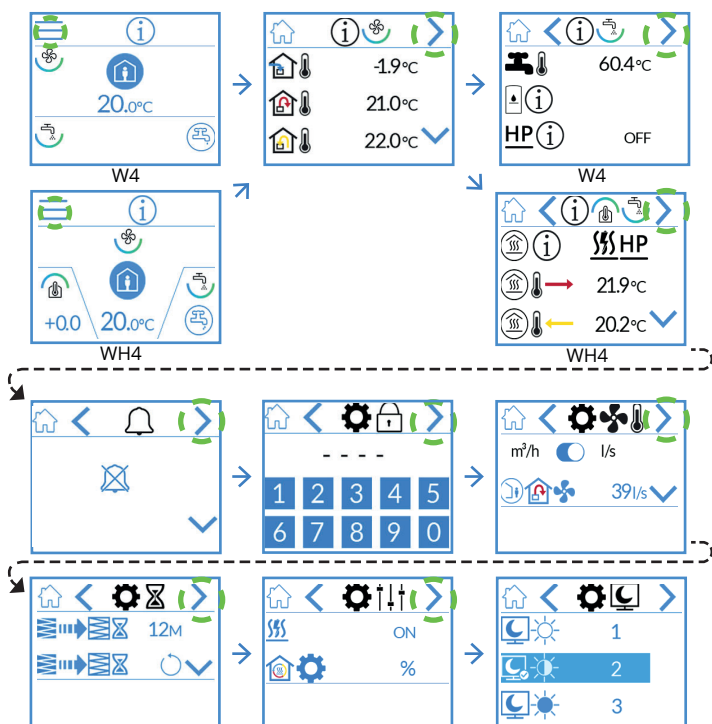 20.0°C
W4
-1.9°C
21.0°C
22.0°C
60.4°C
HP OFF
W4
+0.0 20.0°C
WH4
HP
21.9°C
20.2°C
WH4
- - - -
1 2 3 4 5
6 7 8 9 0
m³/h l/s
39 l/s
12M
ON
%
1
2
3